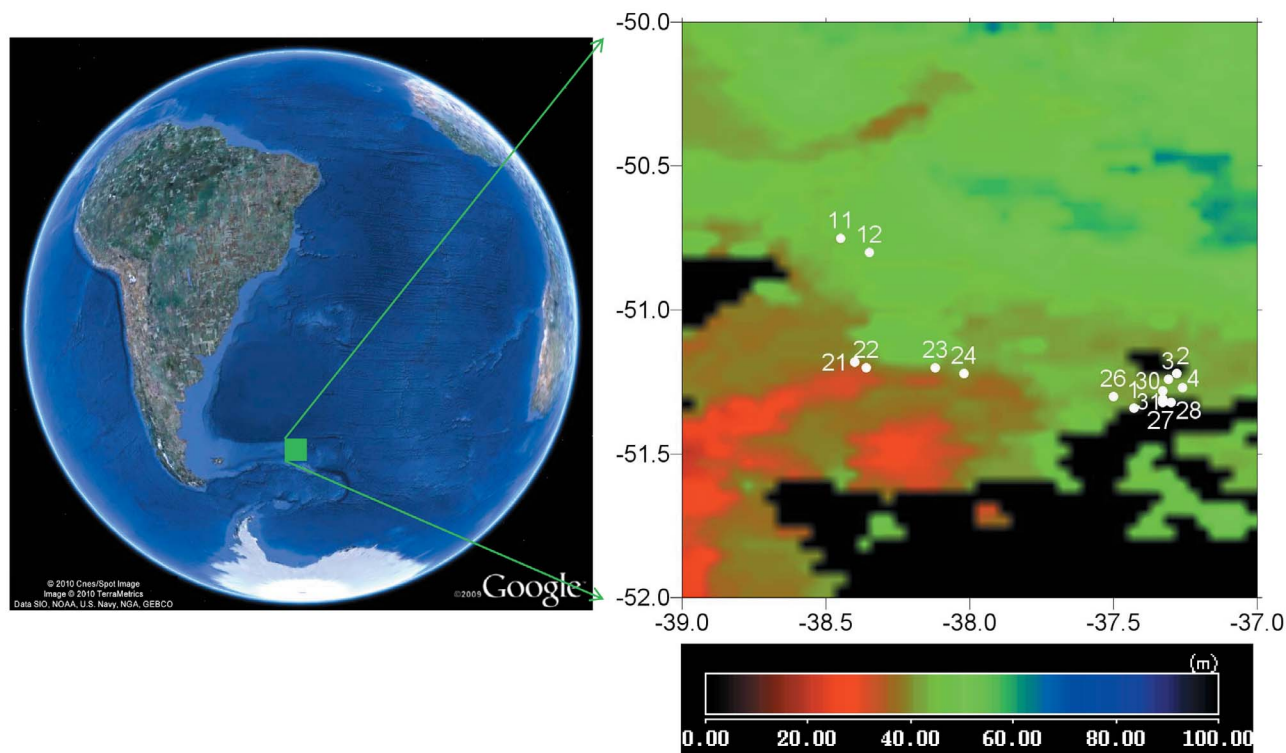 © 2010 Cnes/Spot Image
Image © 2010 TerraMetrics
Data SIO, NOAA, U.S. Navy, NGA, GEBCO
©2009 Google
-50.0
-50.5
-51.0
-51.5
-52.0
11
12
21
22
23
24
26
30
3
2
4
1
31
27
28
-39.0 -38.5 -38.0 -37.5 -37.0
(m)
0.00 20.00 40.00 60.00 80.00 100.00